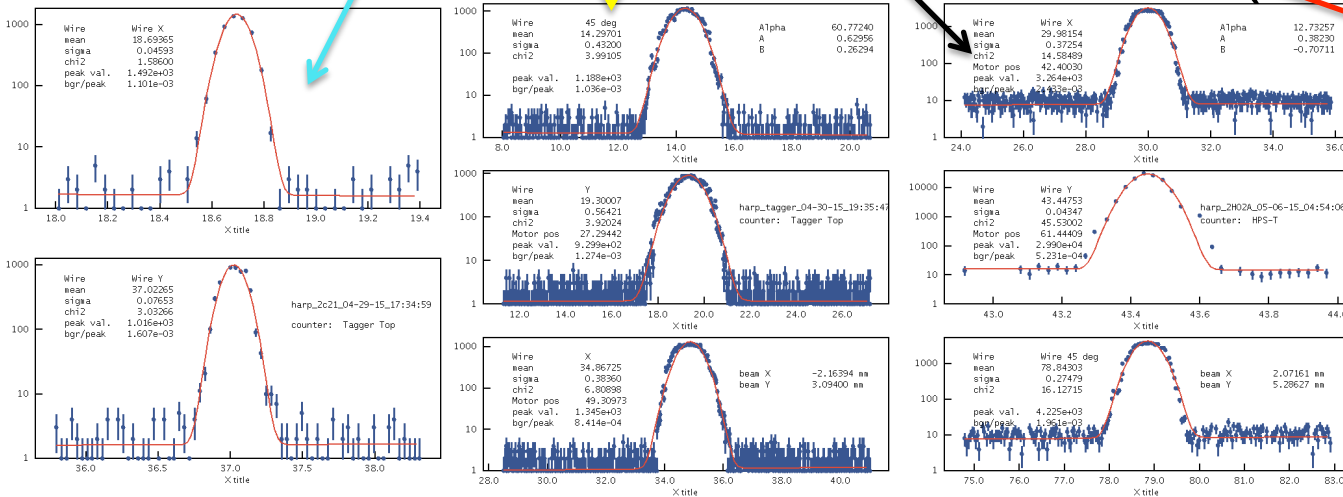 Wire Wire X
mean 18.69365
sigma 0.04593
chi2 1.58600
peak val. 1.492e+03
bgr/peak 1.101e-03
1000
100
10
1
18.0 18.2 18.4 18.6 18.8 19.0 19.2 19.4
X title
Wire Wire Y
mean 37.02265
sigma 0.07653
chi2 3.03266
peak val. 1.016e+03
bgr/peak 1.607e-03
harp_2c21_04-29-15_17:34:59
counter: Tagger Top
1000
100
10
1
36.0 36.5 37.0 37.5 38.0
X title
Wire 45 deg
mean 14.29701
sigma 0.43200
chi2 3.99105
peak val. 1.188e+03
bgr/peak 1.036e-03
Alpha 60.77240
A 0.62956
B 0.26294
1000
100
10
1
8.0 10.0 12.0 14.0 16.0 18.0 20.0
X title
Wire Y
mean 19.30007
sigma 0.56421
chi2 3.92024
Motor pos 27.29442
peak val. 9.299e+02
bgr/peak 1.274e-03
harp_tagger_04-30-15_19:35:47
counter: Tagger Top
1000
100
10
1
12.0 14.0 16.0 18.0 20.0 22.0 24.0 26.0
X title
Wire X
mean 34.86725
sigma 0.38360
chi2 6.80898
Motor pos 49.30973
peak val. 1.345e+03
bgr/peak 8.414e-04
beam X -2.16394 mm
beam Y 3.09400 mm
1000
100
10
1
28.0 30.0 32.0 34.0 36.0 38.0 40.0
X title
Wire Wire X
mean 29.98154
sigma 0.37254
chi2 14.58489
Motor pos 42.40030
peak val. 3.264e+03
bgr/peak
Alpha 12.73257
A 0.38230
B -0.70711
1000
100
10
1
24.0 26.0 28.0 30.0 32.0 34.0 36.0
X title
Wire Wire Y
mean 43.44753
sigma 0.04347
chi2 45.53002
Motor pos 61.44409
peak val. 2.990e+04
bgr/peak 5.231e-04
harp_2H02A_05-06-15_04:54:06
counter: HPS-T
10000
1000
100
10
1
43.0 43.2 43.4 43.6 43.8 44.0
X title
Wire Wire 45 deg
mean 78.84303
sigma 0.27479
chi2 16.12715
peak val. 4.225e+03
bgr/peak 1.961e-03
beam X 2.07161 mm
beam Y 5.28627 mm
1000
100
10
1
75.0 76.0 77.0 78.0 79.0 80.0 81.0 82.0 83.0
X title